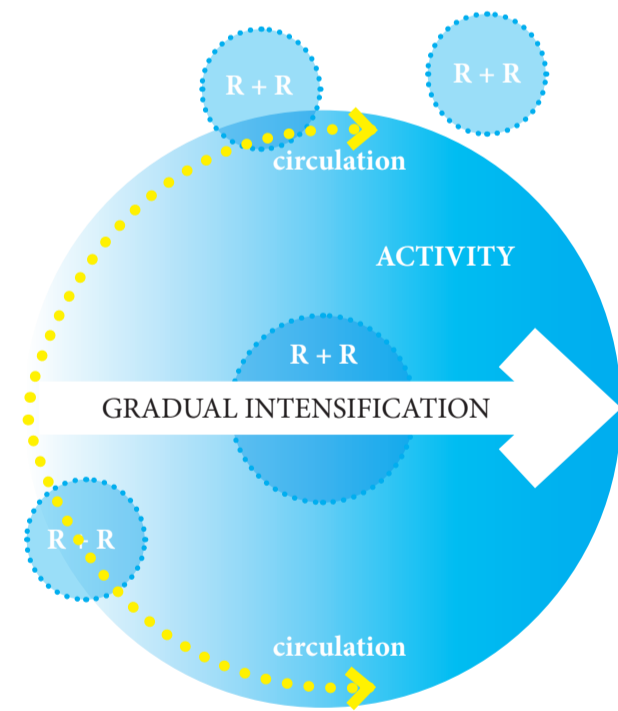 R + R
R + R
circulation
ACTIVITY
R + R
GRADUAL INTENSIFICATION
R + R
circulation